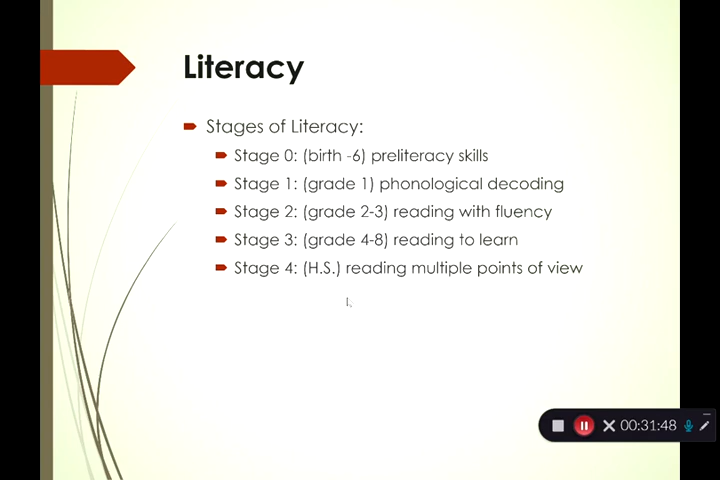 Literacy
Stages of Literacy:
Stage 0: (birth -6) preliteracy skills
Stage 1: (grade 1) phonological decoding
Stage 2: (grade 2-3) reading with fluency
Stage 3: (grade 4-8) reading to learn
Stage 4: (H.S.) reading multiple points of view
00:31:48